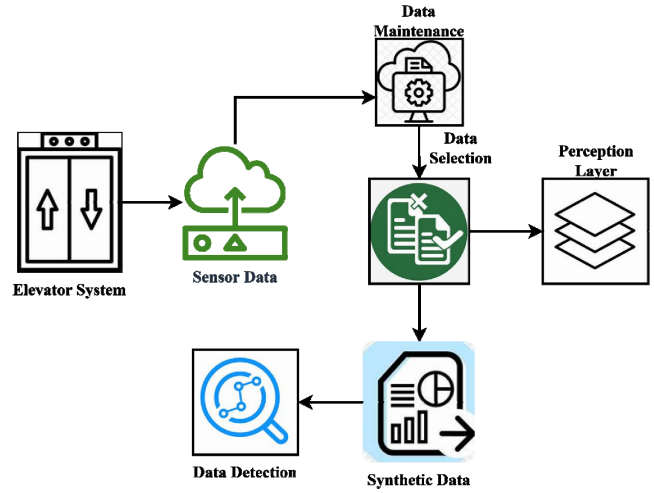 Data
Maintenance
Data
Selection
Perception
Layer
Elevator System
Sensor Data
Data Detection
Synthetic Data